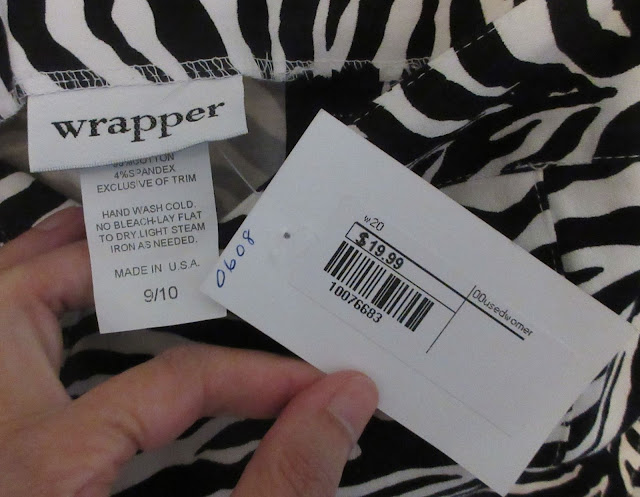 wrapper
4% SPANDEX
EXCLUSIVE OF TRIM
HAND WASH COLD.
NO BLEACH-LAY FLAT
TO DRY.LIGHT STEAM
IRON AS NEEDED.
MADE IN U.S.A.
9/10
0608
w20
$19.99
10076683
00usedwomer